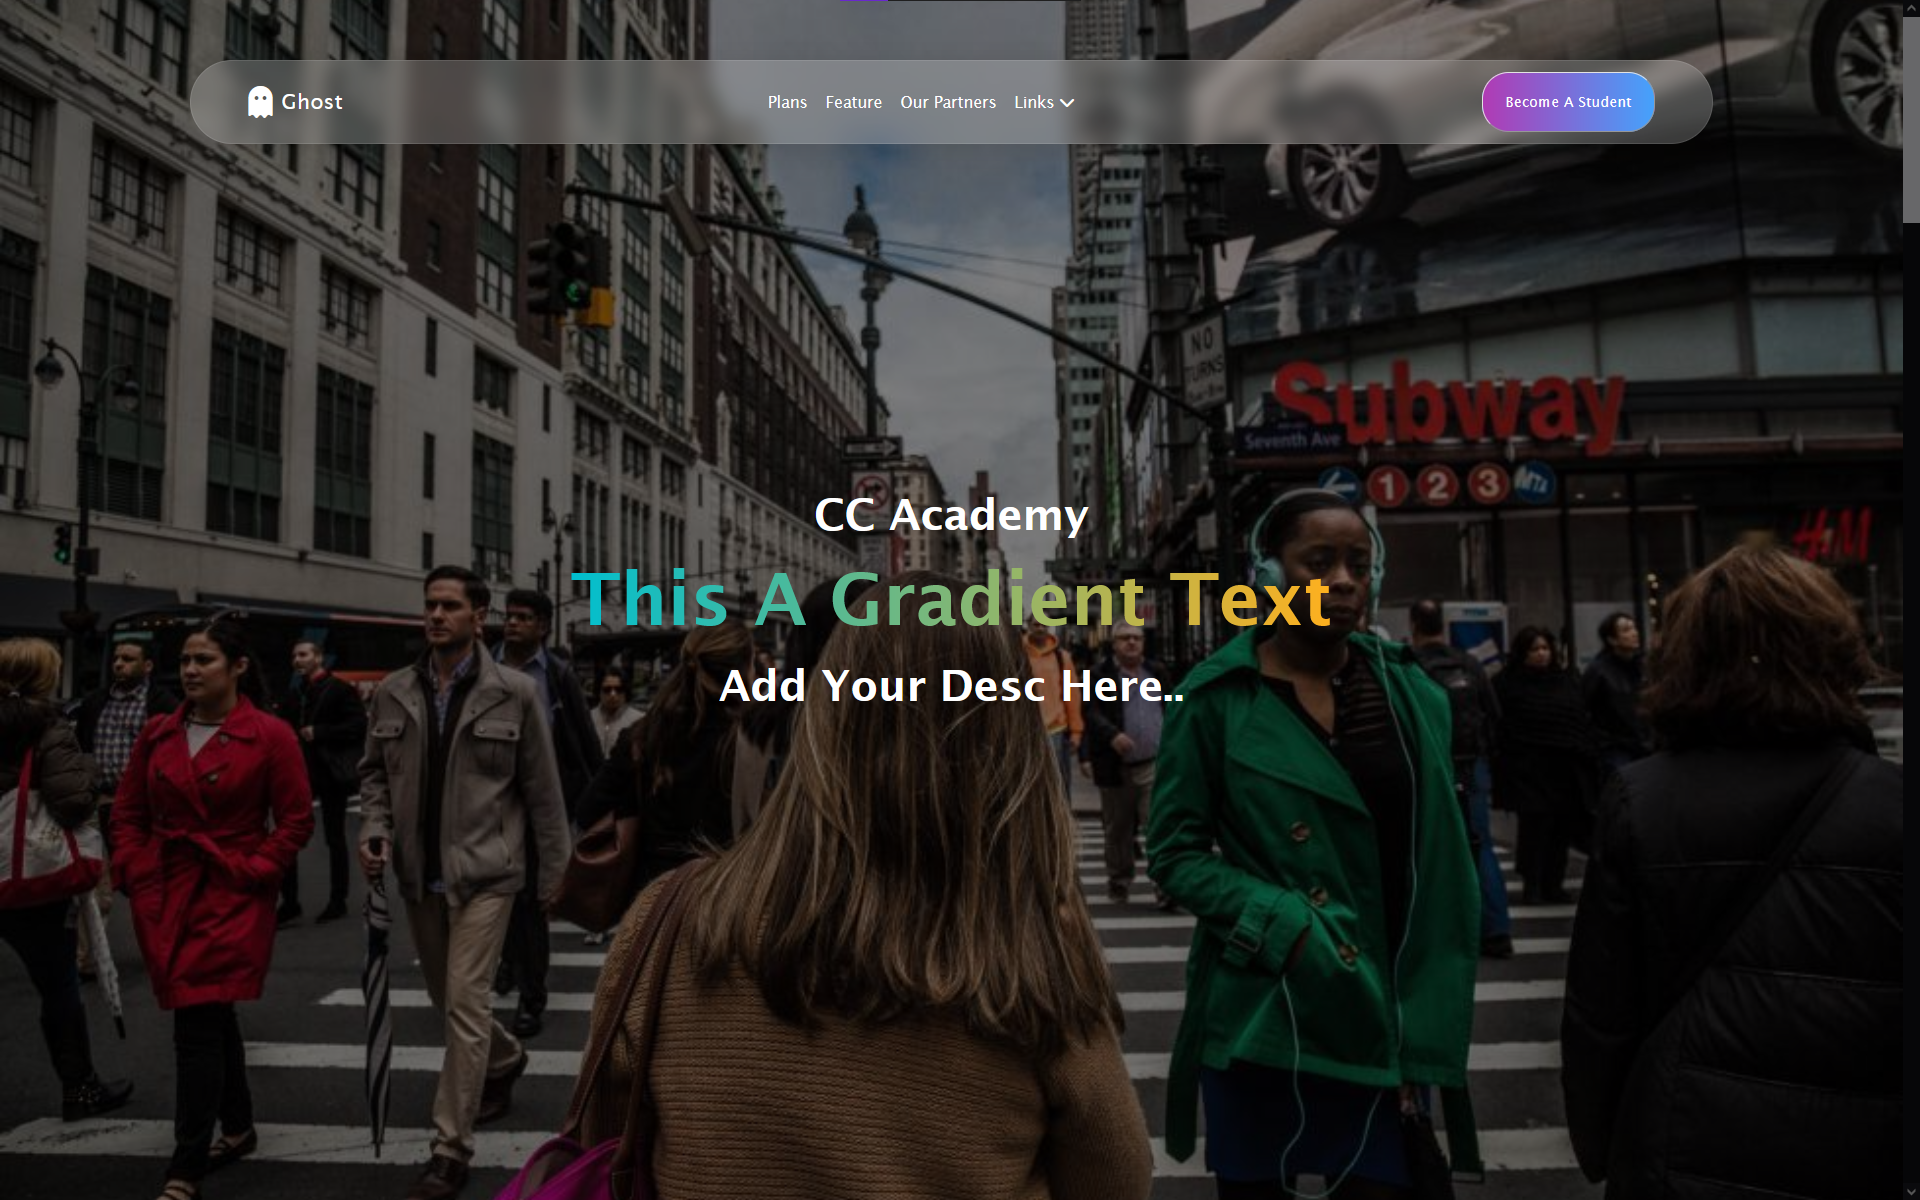 Ghost
Plans Feature Our Partners Links
Become A Student
NO
TURNS
Subway
Seventh Ave
1 2 3 MTA
CC Academy
H&M
This A Gradient Text
Add Your Desc Here..